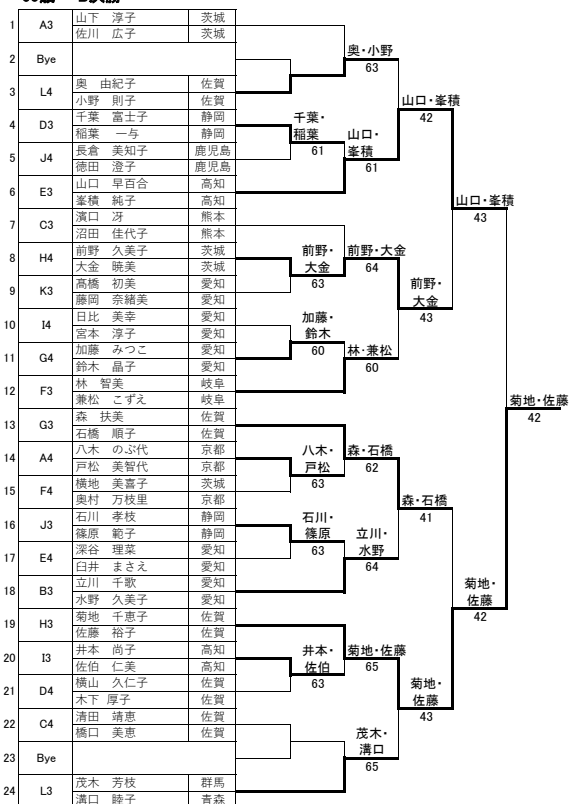 1 A3 山下 淳子 茨城
佐川 広子 茨城
2 Bye
3 L4 奥 由紀子 佐賀
小野 則子 佐賀
4 D3 千葉 富士子 静岡
稲葉 一与 静岡
5 J4 長倉 美知子 鹿児島
徳田 澄子 鹿児島
6 E3 山口 早百合 高知
峯積 純子 高知
7 C3 濱口 冴 熊本
沼田 佳代子 熊本
8 H4 前野 久美子 茨城
大金 暁美 茨城
9 K3 髙橋 初美 愛知
藤岡 奈緒美 愛知
10 I4 日比 美幸 愛知
宮本 淳子 愛知
11 G4 加藤 みつこ 愛知
鈴木 晶子 愛知
12 F3 林 智美 岐阜
兼松 こずえ 岐阜
13 G3 森 扶美 佐賀
石橋 順子 佐賀
14 A4 八木 のぶ代 京都
戸松 美智代 京都
15 F4 横地 美喜子 茨城
奥村 万枝里 京都
16 J3 石川 孝枝 静岡
篠原 範子 静岡
17 E4 深谷 理菜 愛知
臼井 まさえ 愛知
18 B3 立川 千歌 愛知
水野 久美子 愛知
19 H3 菊地 千恵子 佐賀
佐藤 裕子 佐賀
20 I3 井本 尚子 高知
佐伯 仁美 高知
21 D4 横山 久仁子 佐賀
木下 厚子 佐賀
22 C4 清田 靖恵 佐賀
橋口 美恵 佐賀
23 Bye
24 L3 茂木 芳枝 群馬
溝口 睦子 青森
千葉・
稲葉
61
前野・
大金
63
加藤・
鈴木
60
八木・
戸松
63
石川・
篠原
63
井本・
佐伯
63
奥・小野
63
山口・
峯積
61
前野・大金
64
林・兼松
60
森・石橋
62
立川・
水野
64
菊地・佐藤
65
茂木・
溝口
65
山口・峯積
42
前野・
大金
43
森・石橋
41
菊地・
佐藤
43
山口・峯積
43
菊地・
佐藤
42
菊地・佐藤
42